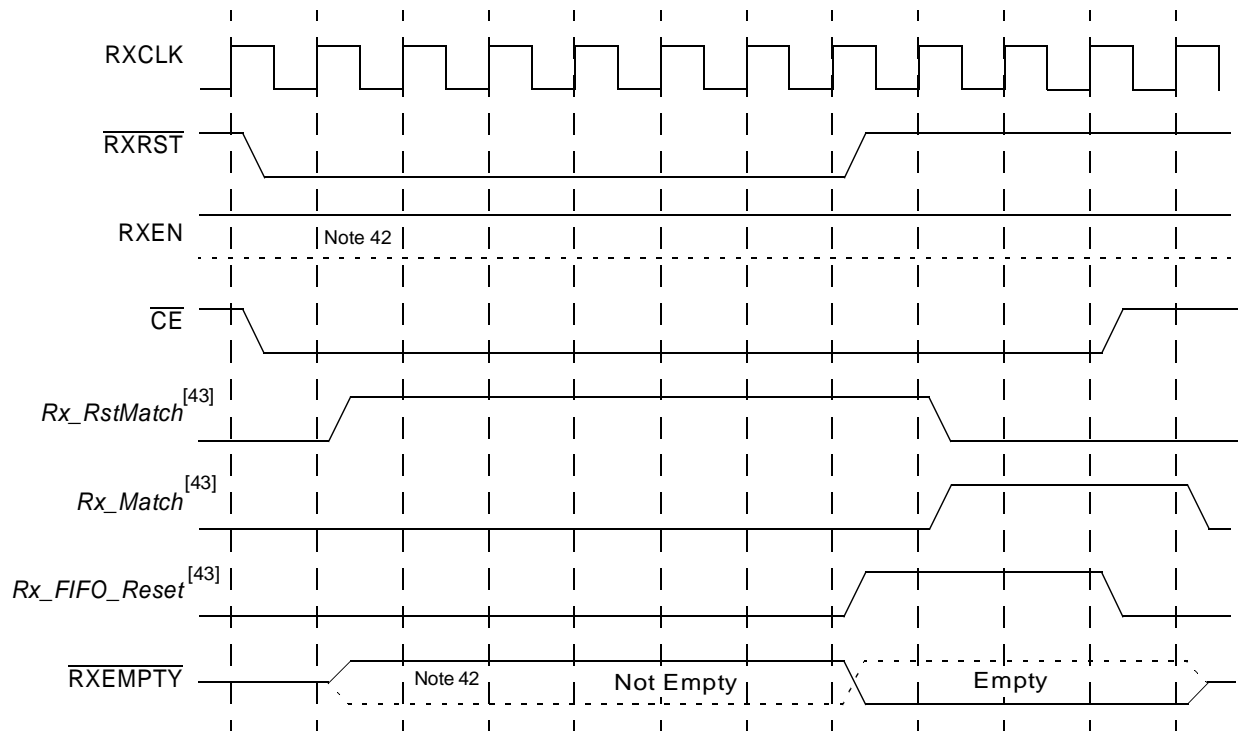 RXCLK
RXRST
RXEN
Note 42
CE
Rx_RstMatch[43]
Rx_Match[43]
Rx_FIFO_Reset[43]
RXEMPTY
Note 42
Not Empty
Empty